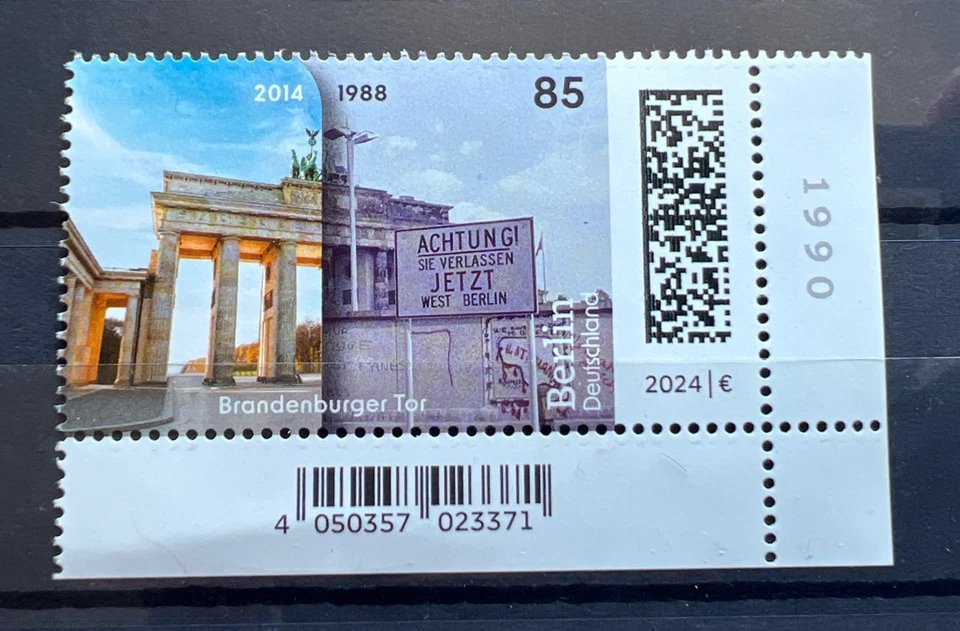 2014 1988 85
ACHTUNG!
SIE VERLASSEN
JETZT
WEST BERLIN
Berlin
Deutschland
Brandenburger Tor
2024|€
1990
4 050357 023371